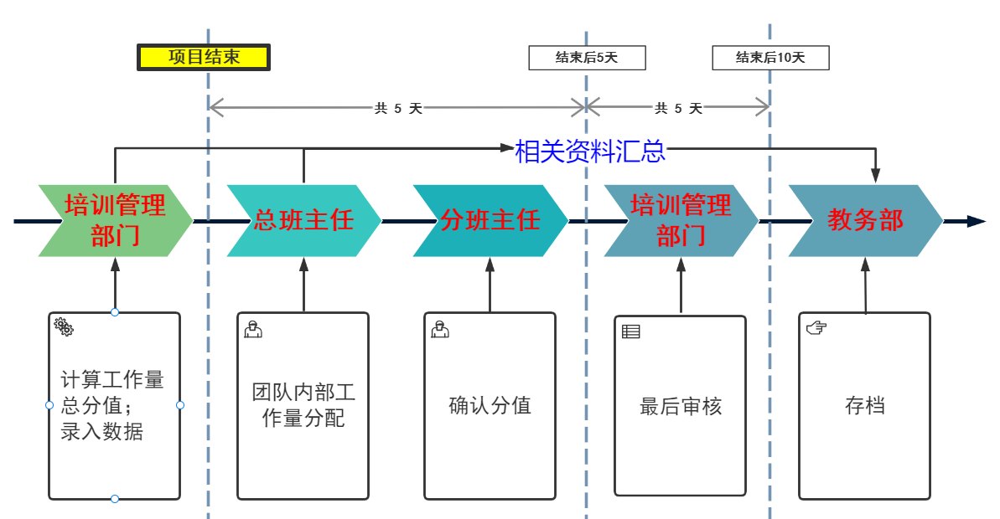 项目结束
结束后5天
结束后10天
共 5 天
共 5 天
相关资料汇总
培训管理
部门
总班主任
分班主任
培训管理
部门
教务部
计算工作量
总分值；
录入数据
团队内部工
作量分配
确认分值
最后审核
存档